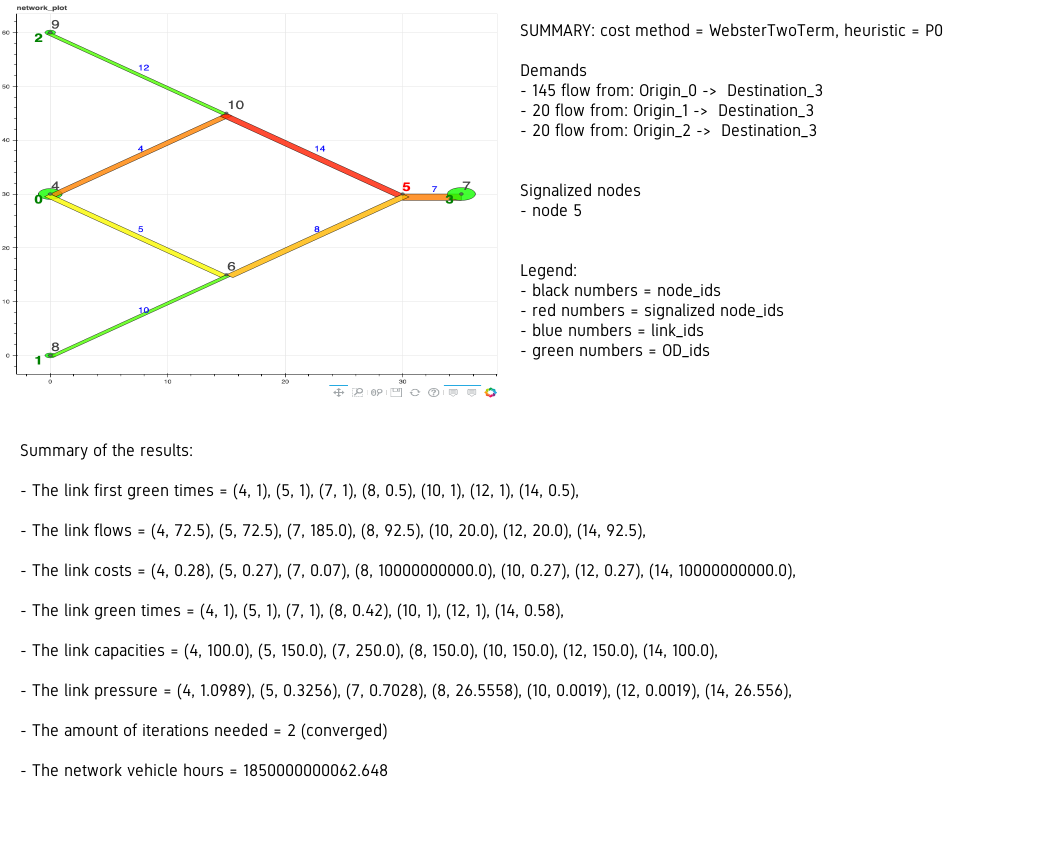 network_plot
9
60
2
12
50
10
40
4
14
4
5
7
7
30
0
3
5
8
20
6
10
10
8
0
1
0
10
20
30
SUMMARY: cost method = WebsterTwoTerm, heuristic = P0
Demands
- 145 flow from: Origin_0 -> Destination_3
- 20 flow from: Origin_1 -> Destination_3
- 20 flow from: Origin_2 -> Destination_3
Signalized nodes
- node 5
Legend:
- black numbers = node_ids
- red numbers = signalized node_ids
- blue numbers = link_ids
- green numbers = OD_ids
Summary of the results:
- The link first green times = (4, 1), (5, 1), (7, 1), (8, 0.5), (10, 1), (12, 1), (14, 0.5),
- The link flows = (4, 72.5), (5, 72.5), (7, 185.0), (8, 92.5), (10, 20.0), (12, 20.0), (14, 92.5),
- The link costs = (4, 0.28), (5, 0.27), (7, 0.07), (8, 10000000000.0), (10, 0.27), (12, 0.27), (14, 10000000000.0),
- The link green times = (4, 1), (5, 1), (7, 1), (8, 0.42), (10, 1), (12, 1), (14, 0.58),
- The link capacities = (4, 100.0), (5, 150.0), (7, 250.0), (8, 150.0), (10, 150.0), (12, 150.0), (14, 100.0),
- The link pressure = (4, 1.0989), (5, 0.3256), (7, 0.7028), (8, 26.5558), (10, 0.0019), (12, 0.0019), (14, 26.556),
- The amount of iterations needed = 2 (converged)
- The network vehicle hours = 1850000000062.648